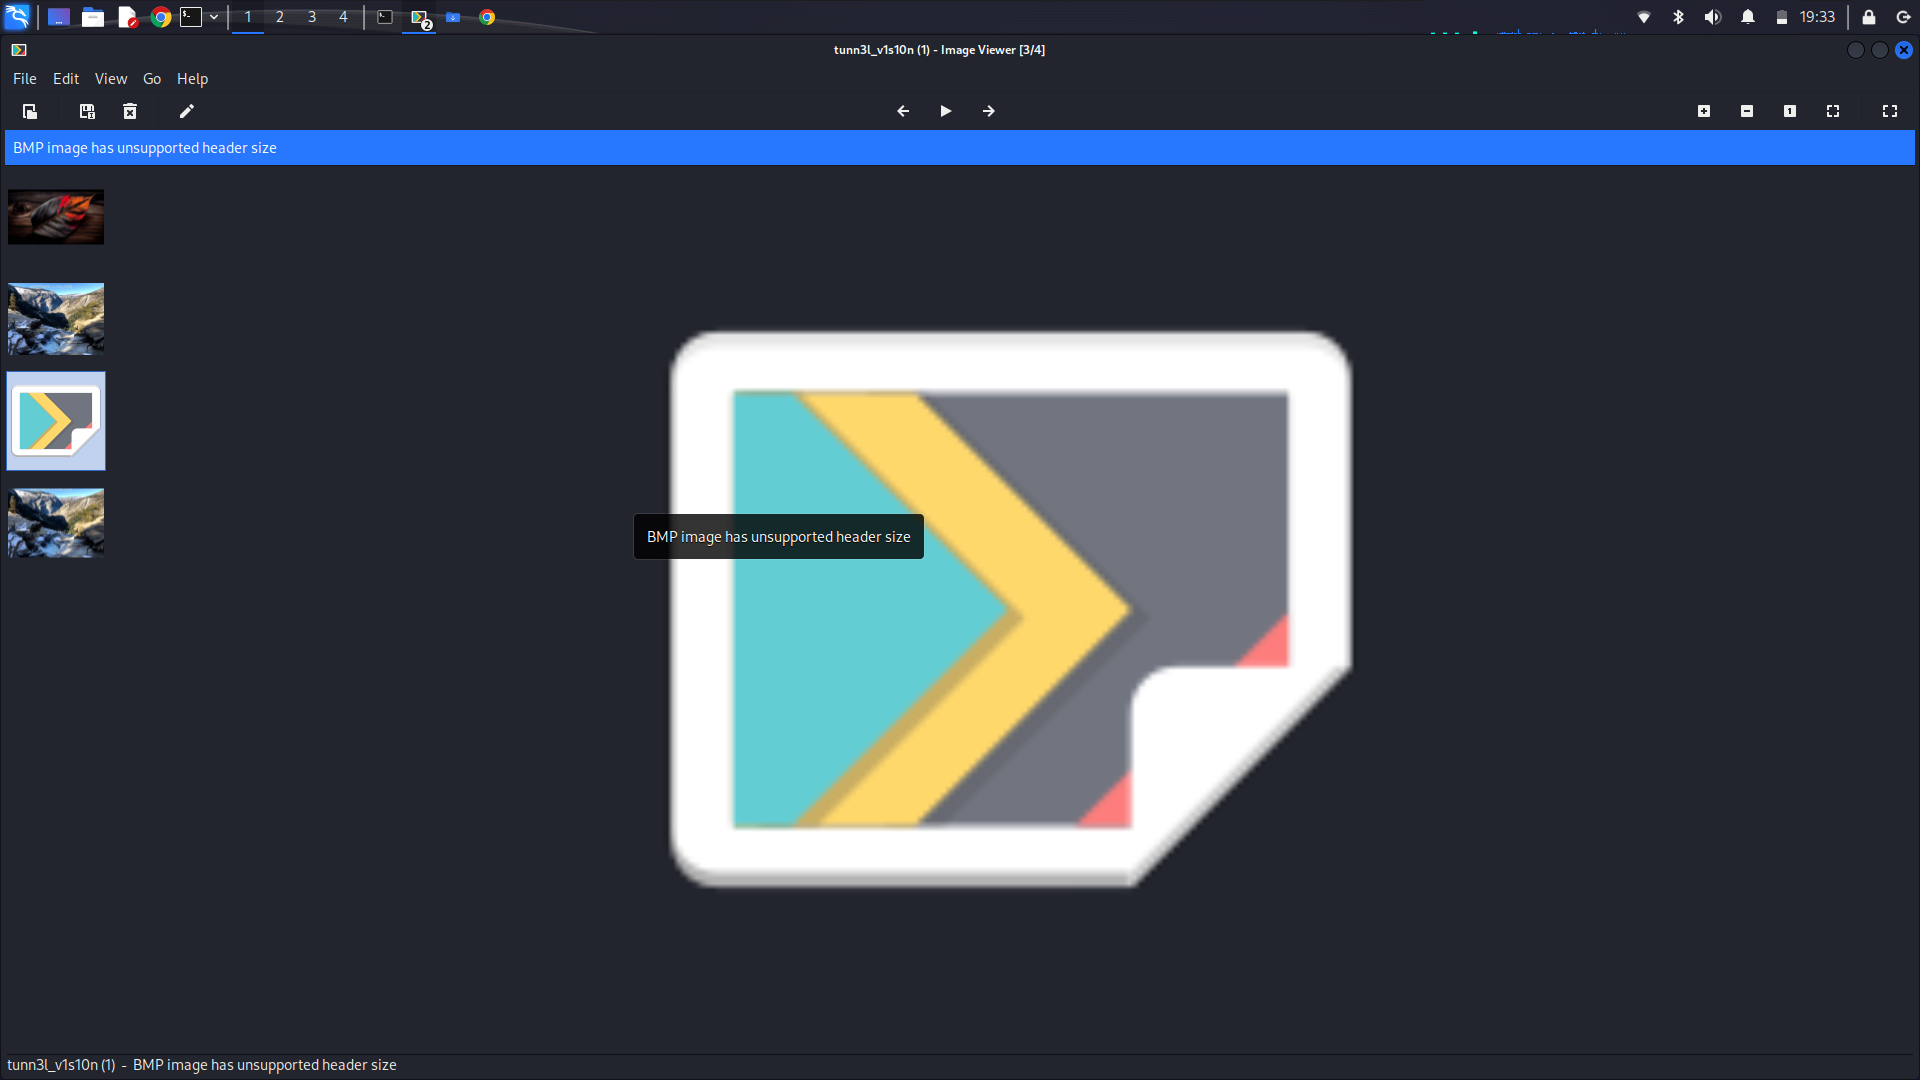 1 2 3 4 2 19:33
tunn3l_v1s10n (1) - Image Viewer [3/4]
File Edit View Go Help
BMP image has unsupported header size
BMP image has unsupported header size
tunn3l_v1s10n (1) - BMP image has unsupported header size